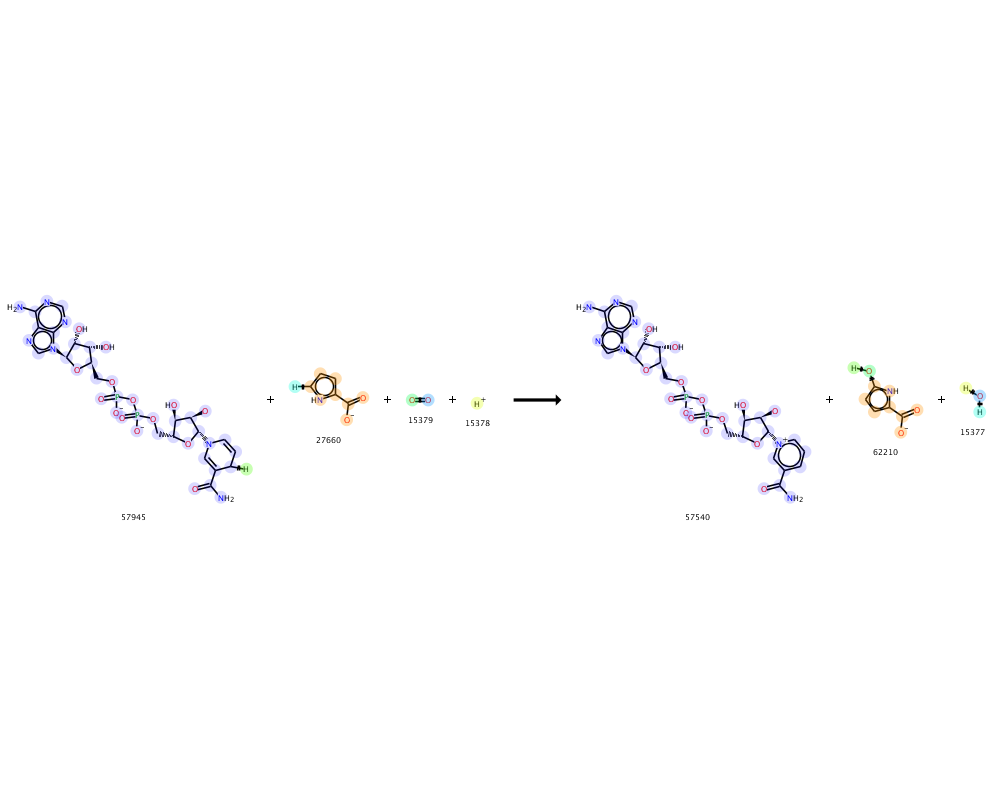 H2N N N N N OH OH O O O P O- O O P O O- O HO O O N H O NH2
57945
+
H HN O O-
27660
+
O O
15379
+
H+
15378
H2N N N N N OH OH O O O P O- O O P O O- O HO O O N+ O NH2
57540
+
H O NH O O-
62210
+
H O H
15377